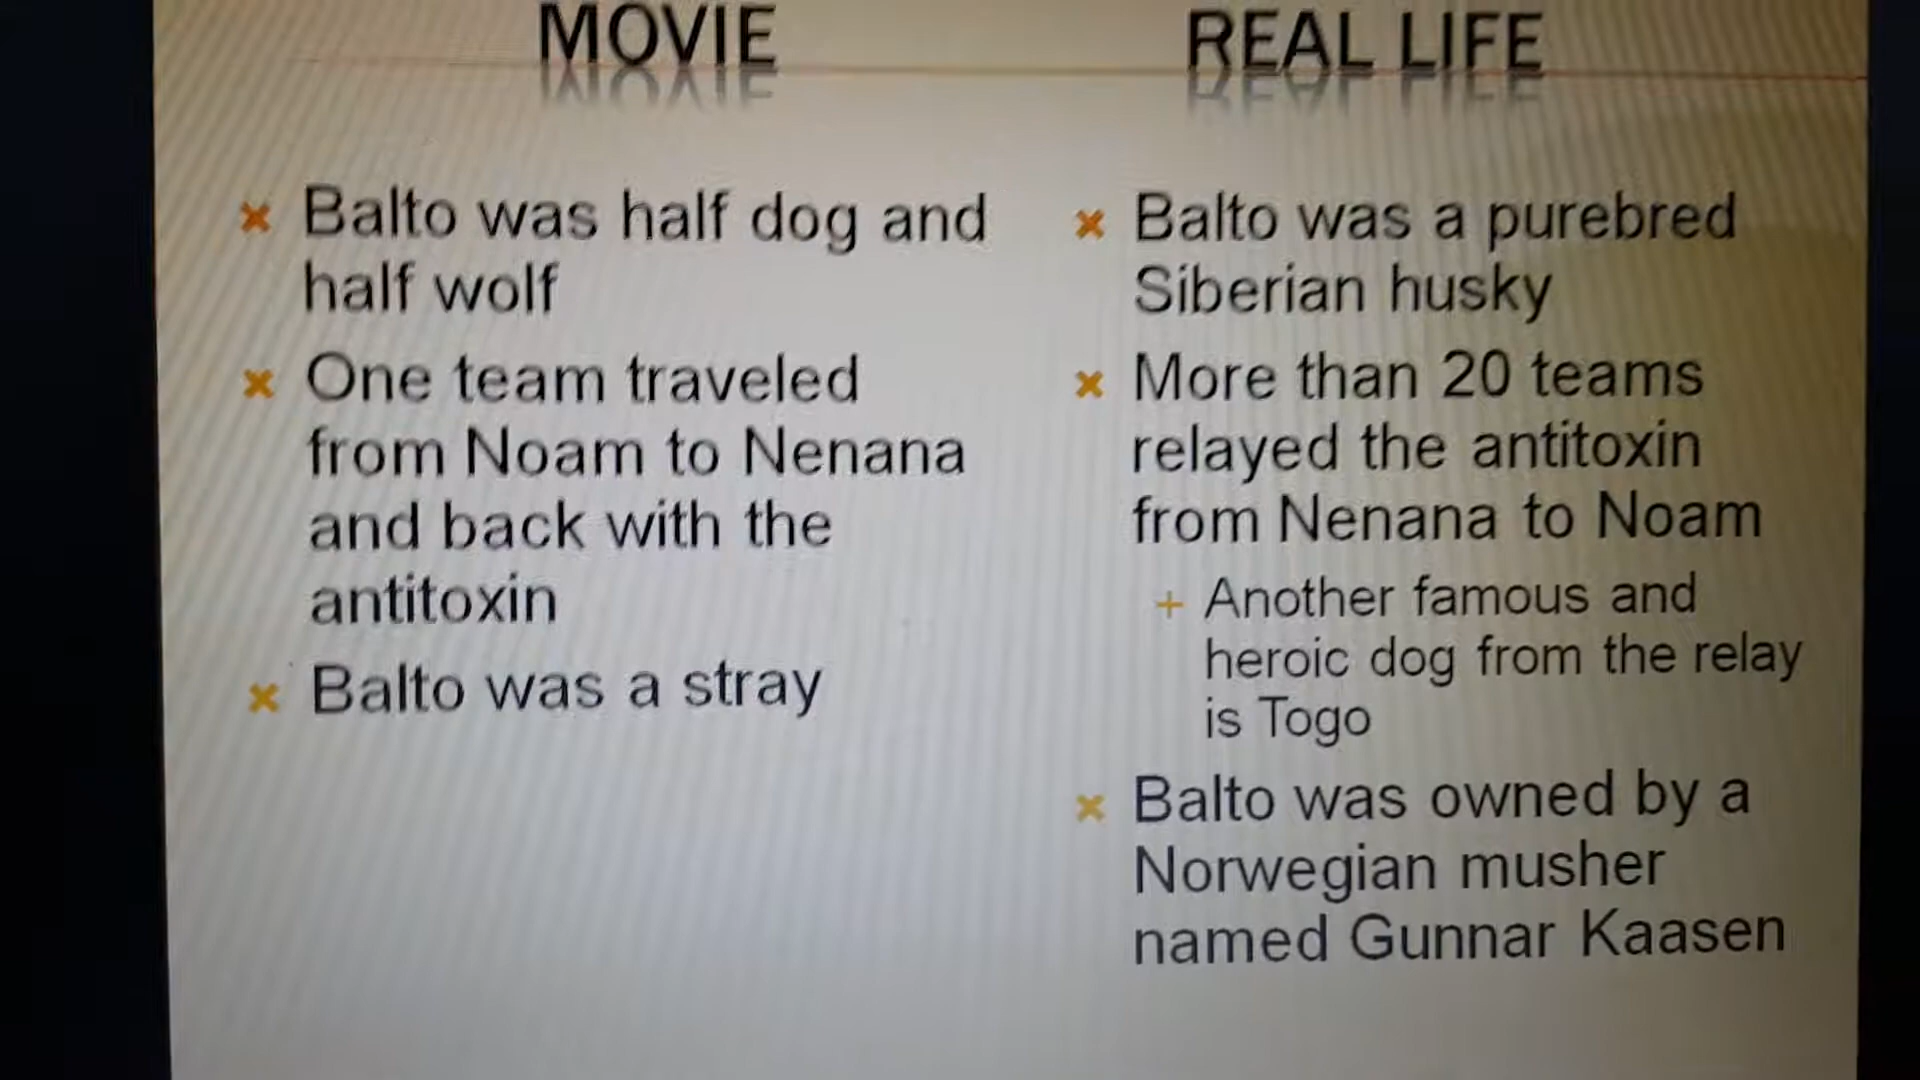 MOVIE
Balto was half dog and
half wolf
One team traveled
from Noam to Nenana
and back with the
antitoxin
Balto was a stray
REAL LIFE
Balto was a purebred
Siberian husky
More than 20 teams
relayed the antitoxin
from Nenana to Noam
Another famous and
heroic dog from the relay
is Togo
Balto was owned by a
Norwegian musher
named Gunnar Kaasen